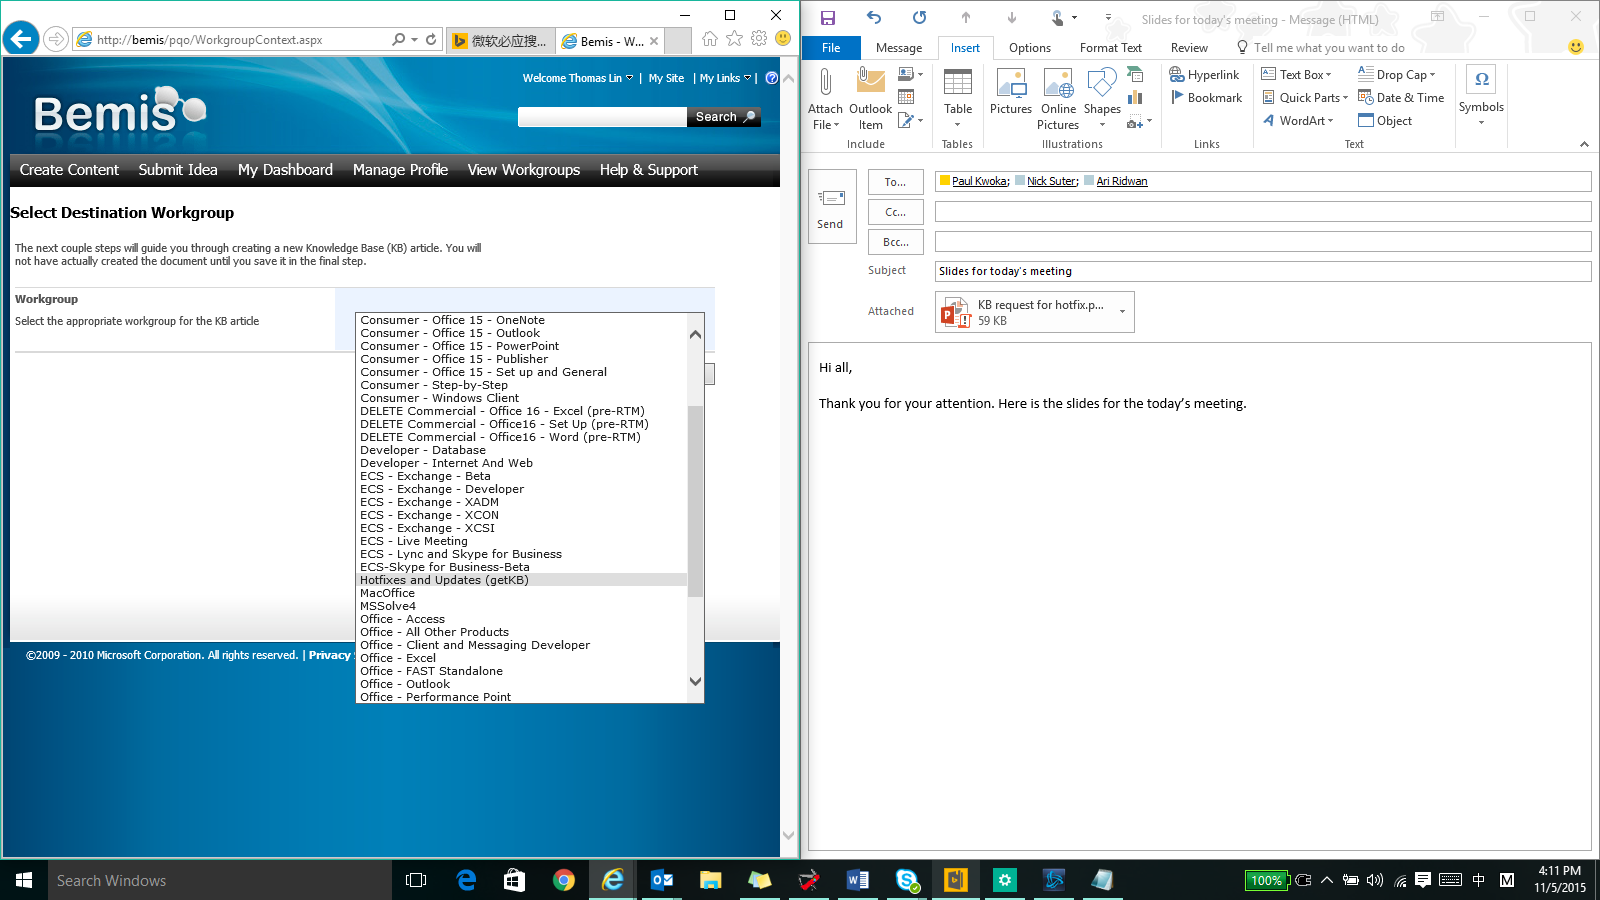 http://bemis/pqo/WorkgroupContext.aspx
微软必应搜...
Bemis - W...
Welcome Thomas Lin | My Site | My Links |
Bemis
Search
Create Content Submit Idea My Dashboard Manage Profile View Workgroups Help & Support
Select Destination Workgroup
The next couple steps will guide you through creating a new Knowledge Base (KB) article. You will
not have actually created the document until you save it in the final step.
Workgroup
Select the appropriate workgroup for the KB article
Consumer - Office 15 - OneNote
Consumer - Office 15 - Outlook
Consumer - Office 15 - PowerPoint
Consumer - Office 15 - Publisher
Consumer - Office 15 - Set up and General
Consumer - Step-by-Step
Consumer - Windows Client
DELETE Commercial - Office 16 - Excel (pre-RTM)
DELETE Commercial - Office16 - Set Up (pre-RTM)
DELETE Commercial - Office16 - Word (pre-RTM)
Developer - Database
Developer - Internet And Web
ECS - Exchange - Beta
ECS - Exchange - Developer
ECS - Exchange - XADM
ECS - Exchange - XCON
ECS - Exchange - XCSI
ECS - Live Meeting
ECS - Lync and Skype for Business
ECS-Skype for Business-Beta
Hotfixes and Updates (getKB)
MacOffice
MSSolve4
Office - Access
Office - All Other Products
Office - Client and Messaging Developer
Office - Excel
Office - FAST Standalone
Office - Outlook
Office - Performance Point
©2009 - 2010 Microsoft Corporation. All rights reserved. | Privacy
Slides for today's meeting - Message (HTML)
File Message Insert Options Format Text Review Tell me what you want to do
Attach File
Outlook Item
Include
Table
Tables
Pictures
Online Pictures
Shapes
Illustrations
Hyperlink
Bookmark
Links
Text Box
Quick Parts
WordArt
Drop Cap
Date & Time
Object
Text
Ω
Symbols
Send
To... Paul Kwoka; Nick Suter; Ari Ridwan
Cc...
Bcc...
Subject Slides for today's meeting
Attached KB request for hotfix.p...
59 KB
Hi all,
Thank you for your attention. Here is the slides for the today's meeting.
Search Windows
100%
中
M
4:11 PM
11/5/2015